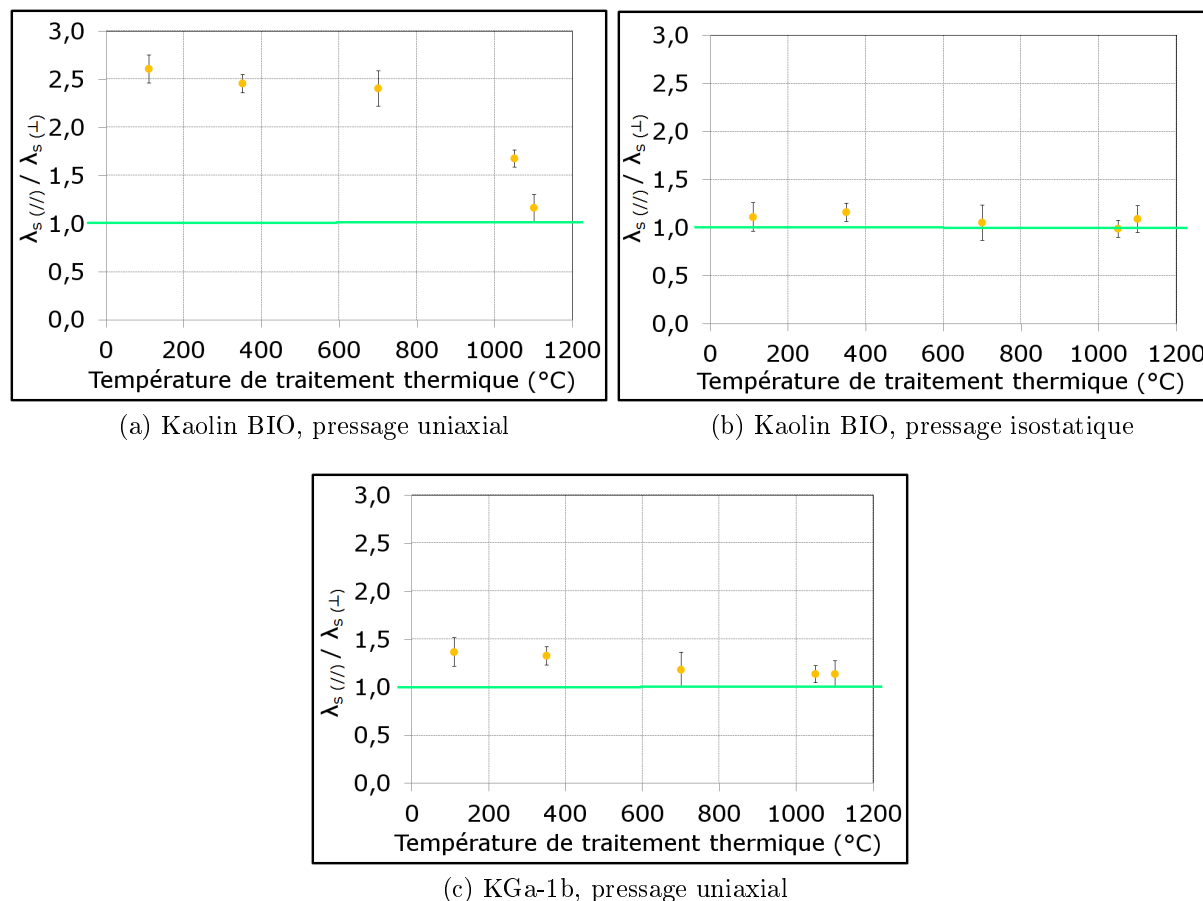 3,0
2,5
2,0
1,5
1,0
0,5
0,0
λs (//) / λs (⊥)
0 200 400 600 800 1000 1200
Température de traitement thermique (°C)
(a) Kaolin BIO, pressage uniaxial
3,0
2,5
2,0
1,5
1,0
0,5
0,0
λs (//) / λs (⊥)
0 200 400 600 800 1000 1200
Température de traitement thermique (°C)
(b) Kaolin BIO, pressage isostatique
3,0
2,5
2,0
1,5
1,0
0,5
0,0
λs (//) / λs (⊥)
0 200 400 600 800 1000 1200
Température de traitement thermique (°C)
(c) KGa-1b, pressage uniaxial